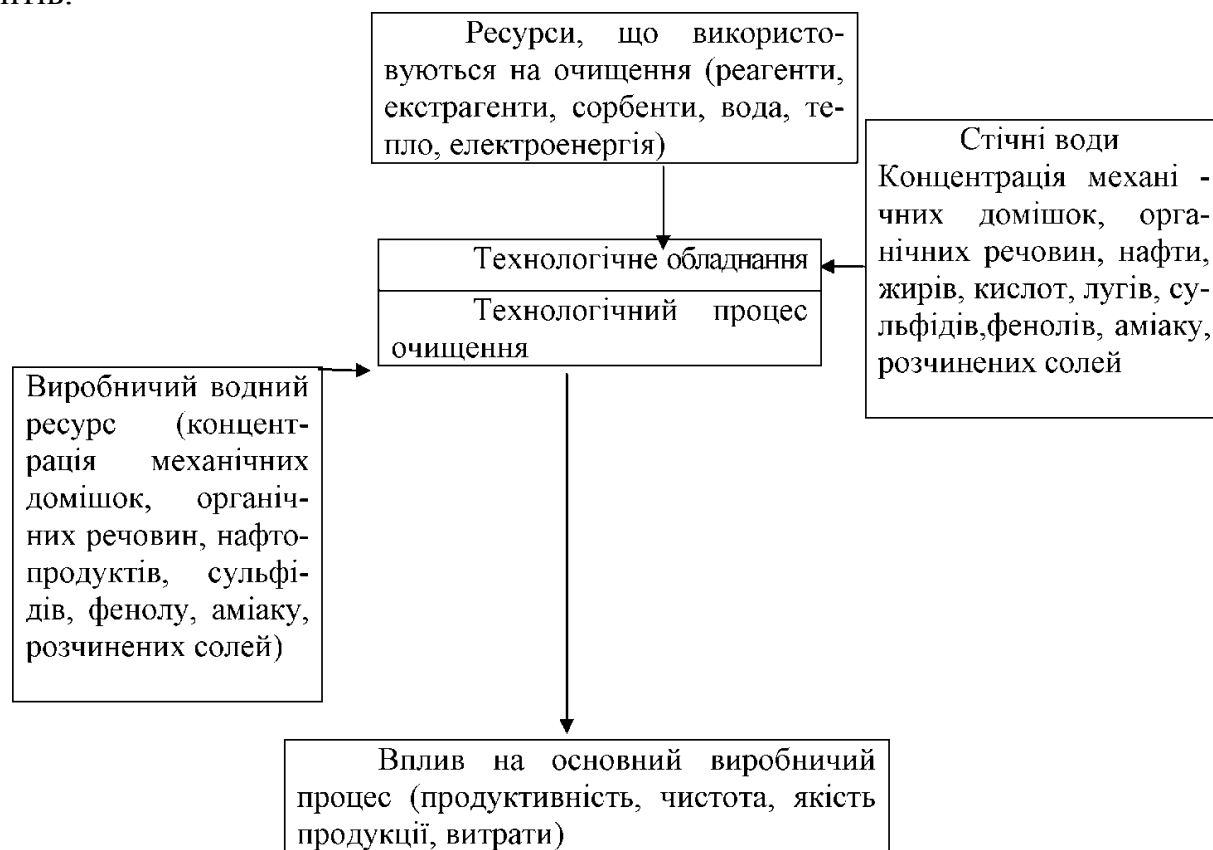 Ресурси, що використо-
вуються на очищення (реагенти,
екстрагенти, сорбенти, вода, те-
пло, електроенергія)
Стічні води
Концентрація механі -
чних домішок, орга-
нічних речовин, нафти,
жирів, кислот, лугів, су-
льфідів,фенолів, аміаку,
розчинених солей
Технологічне обладнання
Технологічний процес
очищення
Виробничий водний
ресурс (концент-
рація механічних
домішок, органіч-
них речовин, нафто-
продуктів, сульфі-
дів, фенолу, аміаку,
розчинених солей)
Вплив на основний виробничий
процес (продуктивність, чистота, якість
продукції, витрати)